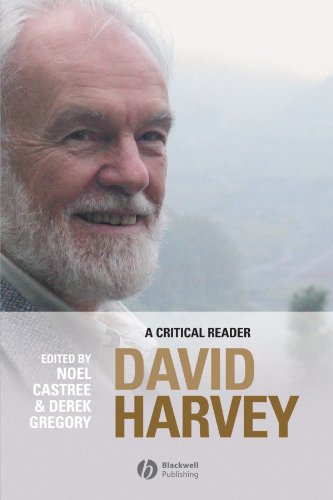 A CRITICAL READER
EDITED BY
NOEL
CASTREE
& DEREK
GREGORY
DAVID
HARVEY
b
Blackwell
Publishing